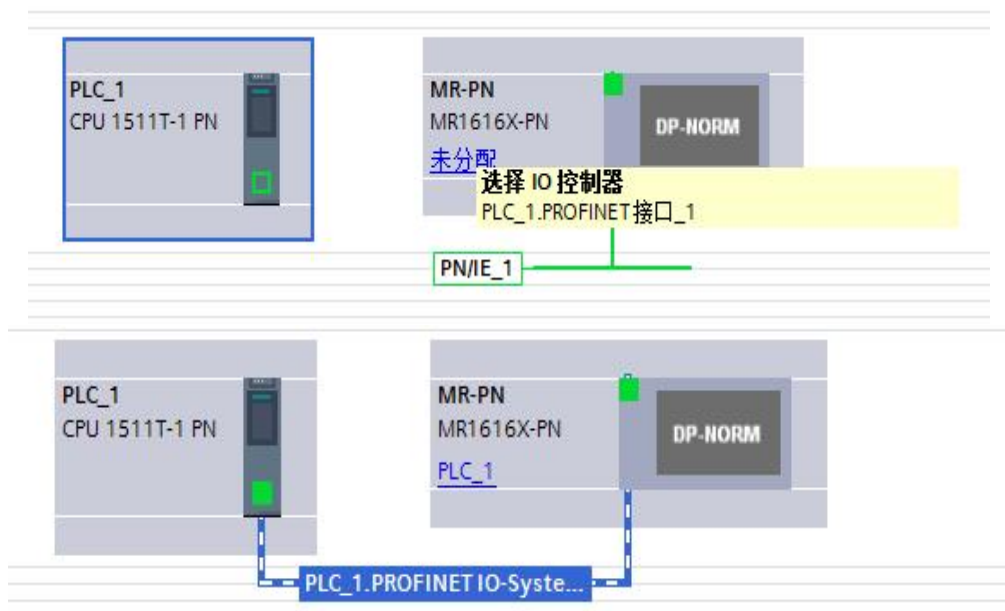 PLC_1
CPU 1511T-1 PN
MR-PN
MR1616X-PN
未分配
DP-NORM
选择 IO 控制器
PLC_1.PROFINET接口_1
PN/IE_1
PLC_1
CPU 1511T-1 PN
MR-PN
MR1616X-PN
PLC_1
DP-NORM
PLC_1.PROFINET IO-Syste...